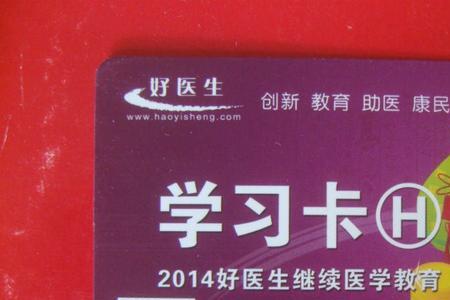 好医生
www.haoyisheng.com
创新 教育 助医 康民
学习卡H
2014好医生继续医学教育